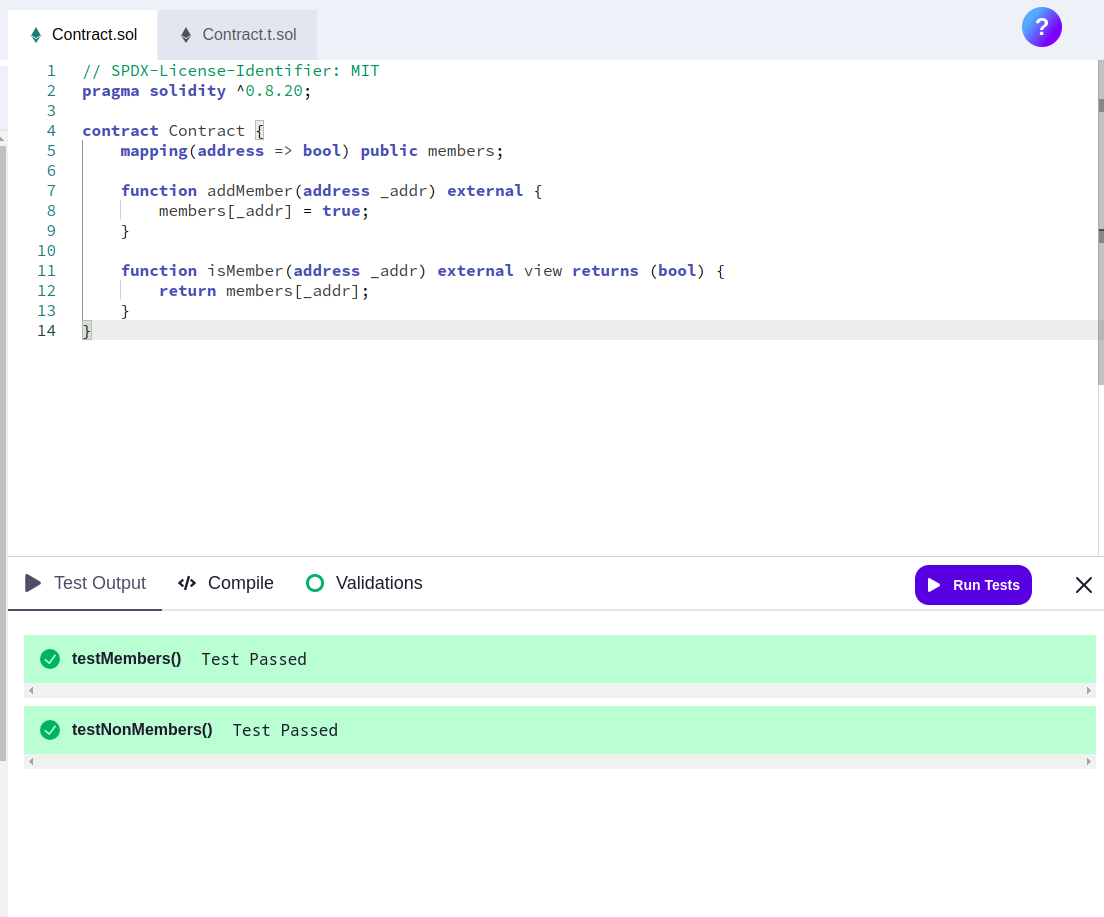 Contract.sol Contract.t.sol ?
1 // SPDX-License-Identifier: MIT
2 pragma solidity ^0.8.20;
3
4 contract Contract {
5     mapping(address => bool) public members;
6
7     function addMember(address _addr) external {
8         members[_addr] = true;
9     }
10
11     function isMember(address _addr) external view returns (bool) {
12         return members[_addr];
13     }
14 }
Test Output </> Compile Validations Run Tests
testMembers() Test Passed
testNonMembers() Test Passed